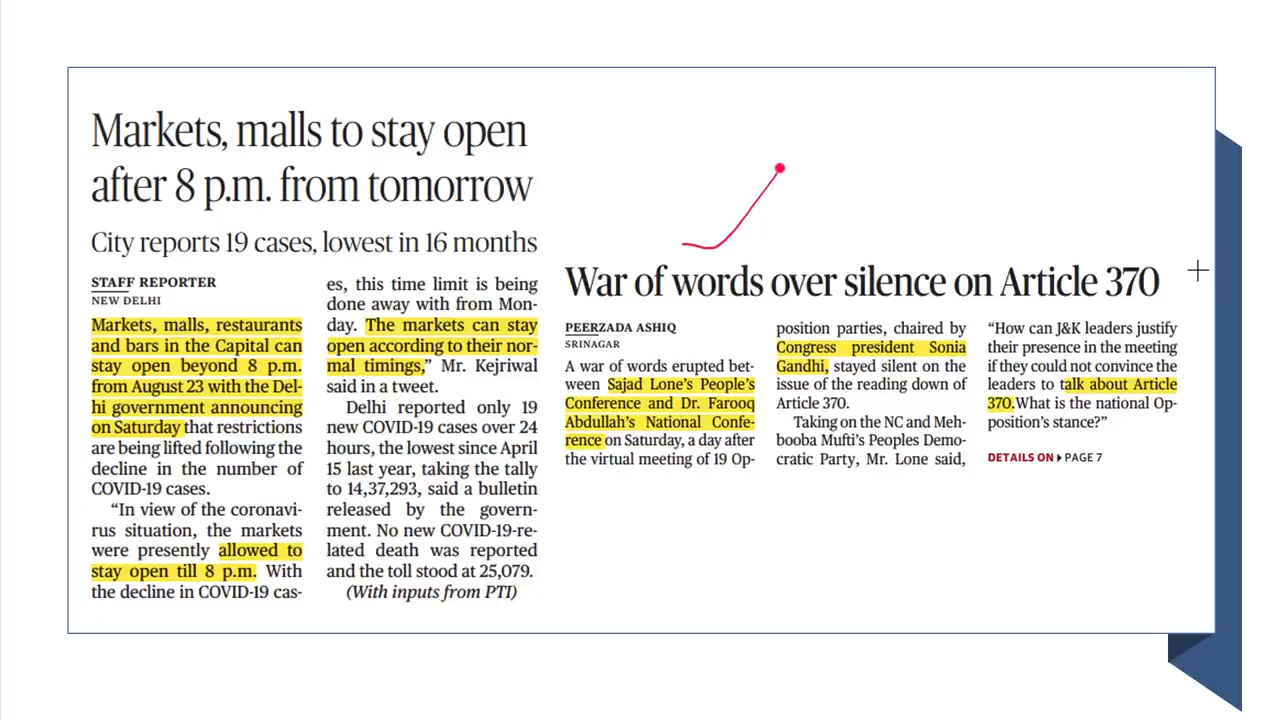 Markets, malls to stay open
after 8 p.m. from tomorrow
City reports 19 cases, lowest in 16 months
STAFF REPORTER
NEW DELHI
Markets, malls, restaurants
and bars in the Capital can
stay open beyond 8 p.m.
from August 23 with the Del-
hi government announcing
on Saturday that restrictions
are being lifted following the
decline in the number of
COVID-19 cases.
“In view of the coronavi-
rus situation, the markets
were presently allowed to
stay open till 8 p.m. With
the decline in COVID-19 cas-
es, this time limit is being
done away with from Mon-
day. The markets can stay
open according to their nor-
mal timings,” Mr. Kejriwal
said in a tweet.
Delhi reported only 19
new COVID-19 cases over 24
hours, the lowest since April
15 last year, taking the tally
to 14,37,293, said a bulletin
released by the govern-
ment. No new COVID-19-re-
lated death was reported
and the toll stood at 25,079.
(With inputs from PTI)
War of words over silence on Article 370
PEERZADA ASHIQ
SRINAGAR
A war of words erupted bet-
ween Sajad Lone’s People’s
Conference and Dr. Farooq
Abdullah’s National Confe-
rence on Saturday, a day after
the virtual meeting of 19 Op-
position parties, chaired by
Congress president Sonia
Gandhi, stayed silent on the
issue of the reading down of
Article 370.
Taking on the NC and Meh-
booba Mufti’s Peoples Demo-
cratic Party, Mr. Lone said,
“How can J&K leaders justify
their presence in the meeting
if they could not convince the
leaders to talk about Article
370.What is the national Op-
position’s stance?”
DETAILS ON PAGE 7